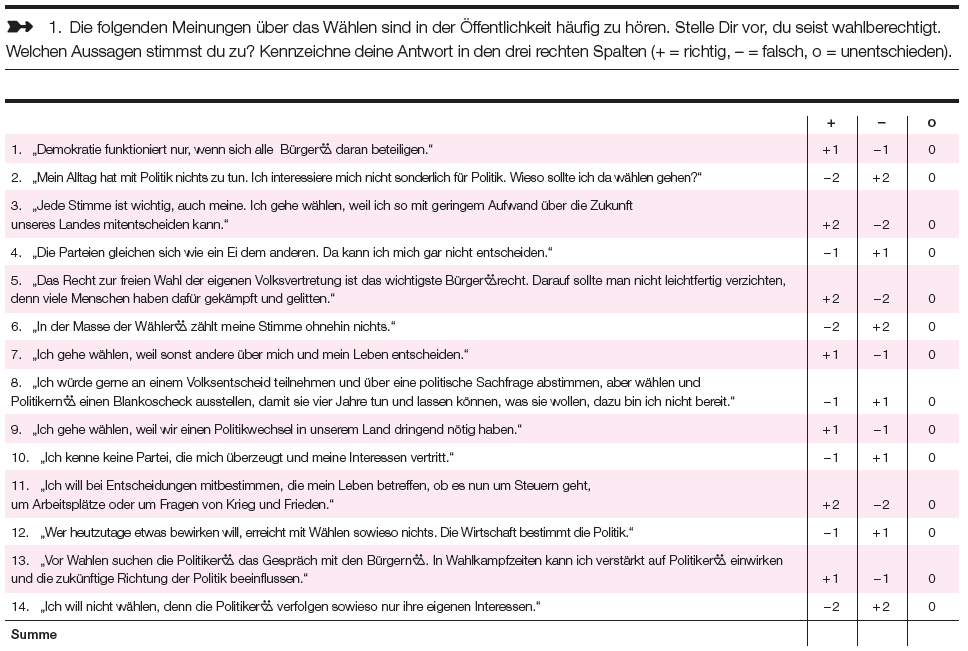 1. Die folgenden Meinungen über das Wählen sind in der Öffentlichkeit häufig zu hören. Stelle Dir vor, du seist wahlberechtigt.
Welchen Aussagen stimmst du zu? Kennzeichne deine Antwort in den drei rechten Spalten (+ = richtig, – = falsch, o = unentschieden).
+ – o
1. „Demokratie funktioniert nur, wenn sich alle Bürger daran beteiligen.“ +1 –1 0
2. „Mein Alltag hat mit Politik nichts zu tun. Ich interessiere mich nicht sonderlich für Politik. Wieso sollte ich da wählen gehen?“ –2 +2 0
3. „Jede Stimme ist wichtig, auch meine. Ich gehe wählen, weil ich so mit geringem Aufwand über die Zukunft
unseres Landes mitentscheiden kann.“ +2 –2 0
4. „Die Parteien gleichen sich wie ein Ei dem anderen. Da kann ich mich gar nicht entscheiden.“ –1 +1 0
5. „Das Recht zur freien Wahl der eigenen Volksvertretung ist das wichtigste Bürgerrecht. Darauf sollte man nicht leichtfertig verzichten,
denn viele Menschen haben dafür gekämpft und gelitten.“ +2 –2 0
6. „In der Masse der Wähler zählt meine Stimme ohnehin nichts.“ –2 +2 0
7. „Ich gehe wählen, weil sonst andere über mich und mein Leben entscheiden.“ +1 –1 0
8. „Ich würde gerne an einem Volksentscheid teilnehmen und über eine politische Sachfrage abstimmen, aber wählen und
Politikern einen Blankoscheck ausstellen, damit sie vier Jahre tun und lassen können, was sie wollen, dazu bin ich nicht bereit.“ –1 +1 0
9. „Ich gehe wählen, weil wir einen Politikwechsel in unserem Land dringend nötig haben.“ +1 –1 0
10. „Ich kenne keine Partei, die mich überzeugt und meine Interessen vertritt.“ –1 +1 0
11. „Ich will bei Entscheidungen mitbestimmen, die mein Leben betreffen, ob es nun um Steuern geht,
um Arbeitsplätze oder um Fragen von Krieg und Frieden.“ +2 –2 0
12. „Wer heutzutage etwas bewirken will, erreicht mit Wählen sowieso nichts. Die Wirtschaft bestimmt die Politik.“ –1 +1 0
13. „Vor Wahlen suchen die Politiker das Gespräch mit den Bürgern. In Wahlkampfzeiten kann ich verstärkt auf Politiker einwirken
und die zukünftige Richtung der Politik beeinflussen.“ +1 –1 0
14. „Ich will nicht wählen, denn die Politiker verfolgen sowieso nur ihre eigenen Interessen.“ –2 +2 0
Summe